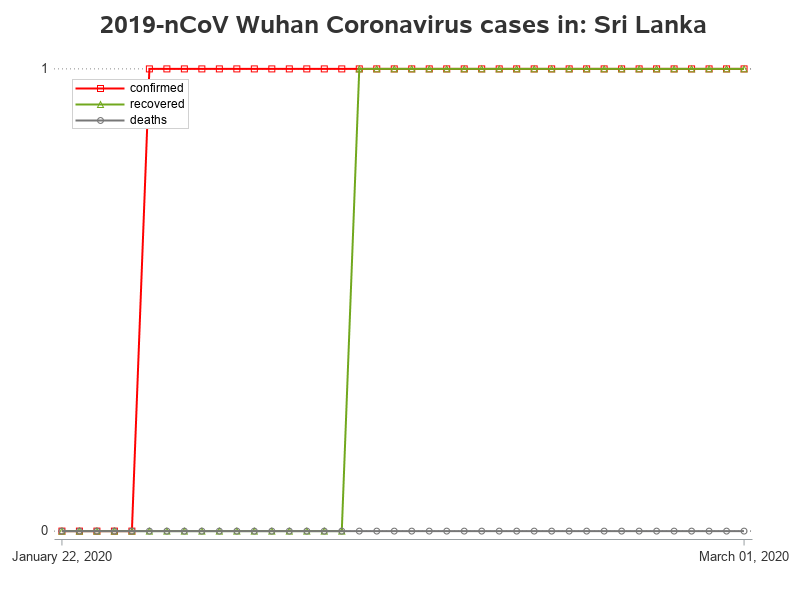 2019-nCoV Wuhan Coronavirus cases in: Sri Lanka
1
confirmed
recovered
deaths
0
January 22, 2020
March 01, 2020